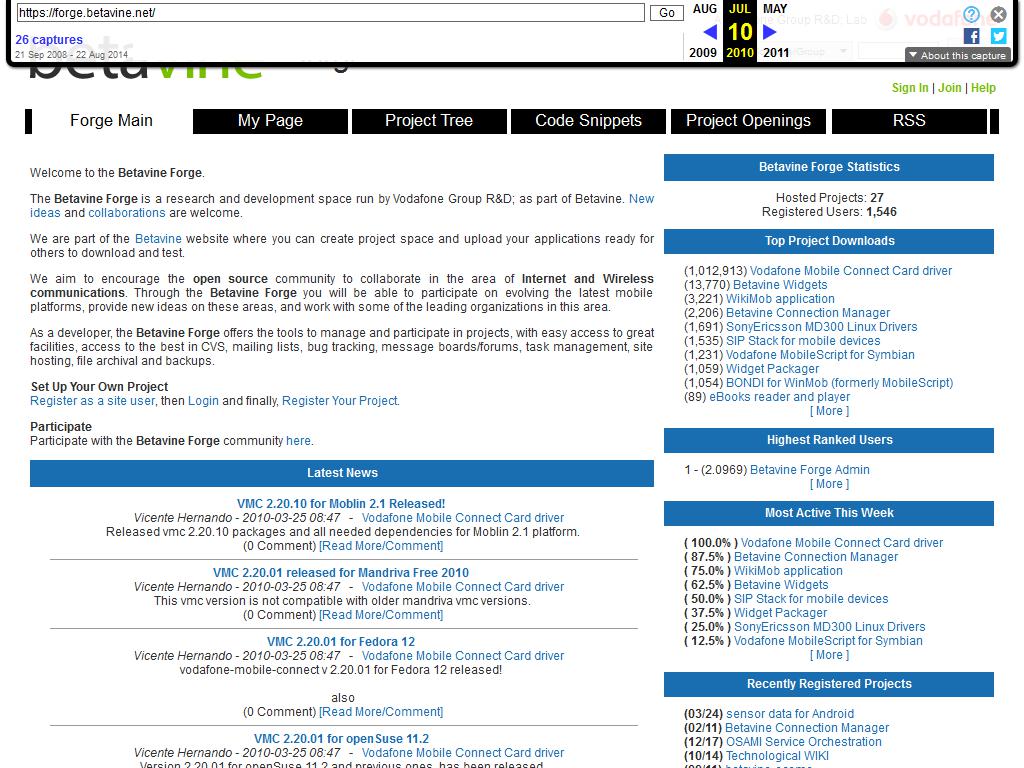 https://forge.betavine.net/
Go
AUG JUL MAY
10
2009 2010 2011
26 captures
21 Sep 2008 - 22 Aug 2014
About this capture
betavine
Sign In | Join | Help
Forge Main My Page Project Tree Code Snippets Project Openings RSS
Welcome to the Betavine Forge.
The Betavine Forge is a research and development space run by Vodafone Group R&D; as part of Betavine. New
ideas and collaborations are welcome.
We are part of the Betavine website where you can create project space and upload your applications ready for
others to download and test.
We aim to encourage the open source community to collaborate in the area of Internet and Wireless
communications. Through the Betavine Forge you will be able to participate on evolving the latest mobile
platforms, provide new ideas on these areas, and work with some of the leading organizations in this area.
As a developer, the Betavine Forge offers the tools to manage and participate in projects, with easy access to great
facilities, access to the best in CVS, mailing lists, bug tracking, message boards/forums, task management, site
hosting, file archival and backups.
Set Up Your Own Project
Register as a site user, then Login and finally, Register Your Project.
Participate
Participate with the Betavine Forge community here.
Latest News
VMC 2.20.10 for Moblin 2.1 Released!
Vicente Hernando - 2010-03-25 08:47 - Vodafone Mobile Connect Card driver
Released vmc 2.20.10 packages and all needed dependencies for Moblin 2.1 platform.
(0 Comment) [Read More/Comment]
VMC 2.20.01 released for Mandriva Free 2010
Vicente Hernando - 2010-03-25 08:47 - Vodafone Mobile Connect Card driver
This vmc version is not compatible with older mandriva vmc versions.
(0 Comment) [Read More/Comment]
VMC 2.20.01 for Fedora 12
Vicente Hernando - 2010-03-25 08:47 - Vodafone Mobile Connect Card driver
vodafone-mobile-connect v 2.20.01 for Fedora 12 released!
also
(0 Comment) [Read More/Comment]
VMC 2.20.01 for openSuse 11.2
Vicente Hernando - 2010-03-25 08:47 - Vodafone Mobile Connect Card driver
Version 2.20.01 for openSuse 11.2 and previous ones, has been released.
Betavine Forge Statistics
Hosted Projects: 27
Registered Users: 1,546
Top Project Downloads
(1,012,913) Vodafone Mobile Connect Card driver
(13,770) Betavine Widgets
(3,221) WikiMob application
(2,206) Betavine Connection Manager
(1,691) SonyEricsson MD300 Linux Drivers
(1,535) SIP Stack for mobile devices
(1,231) Vodafone MobileScript for Symbian
(1,059) Widget Packager
(1,054) BONDI for WinMob (formerly MobileScript)
(89) eBooks reader and player
[ More ]
Highest Ranked Users
1 - (2.0969) Betavine Forge Admin
[ More ]
Most Active This Week
( 100.0% ) Vodafone Mobile Connect Card driver
( 87.5% ) Betavine Connection Manager
( 75.0% ) WikiMob application
( 62.5% ) Betavine Widgets
( 50.0% ) SIP Stack for mobile devices
( 37.5% ) Widget Packager
( 25.0% ) SonyEricsson MD300 Linux Drivers
( 12.5% ) Vodafone MobileScript for Symbian
[ More ]
Recently Registered Projects
(03/24) sensor data for Android
(02/11) Betavine Connection Manager
(12/17) OSAMI Service Orchestration
(10/14) Technological WIKI